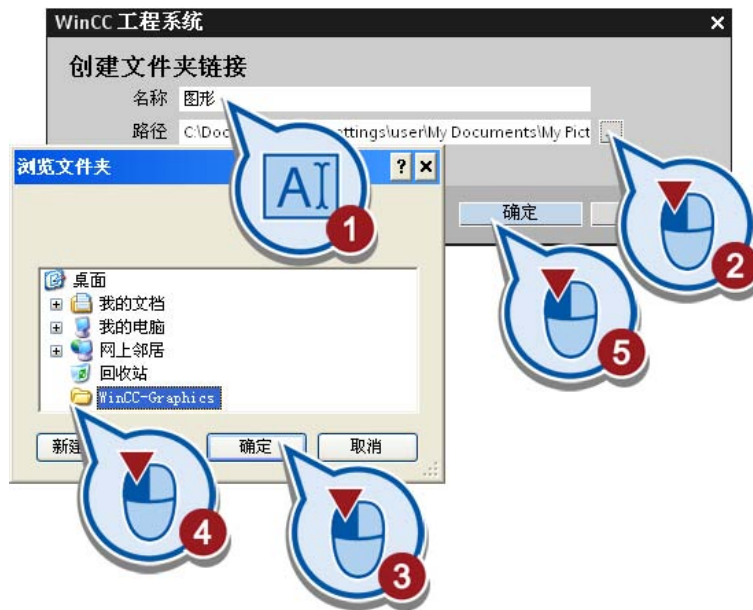 WinCC 工程系统
创建文件夹链接
名称 图形
路径 C:\Doc ttings\user\My Documents\My Pict
浏览文件夹
AI
1
2
确定
5
桌面
我的文档
我的电脑
网上邻居
回收站
WinCC-Graphics
新建 确定 取消
4
3